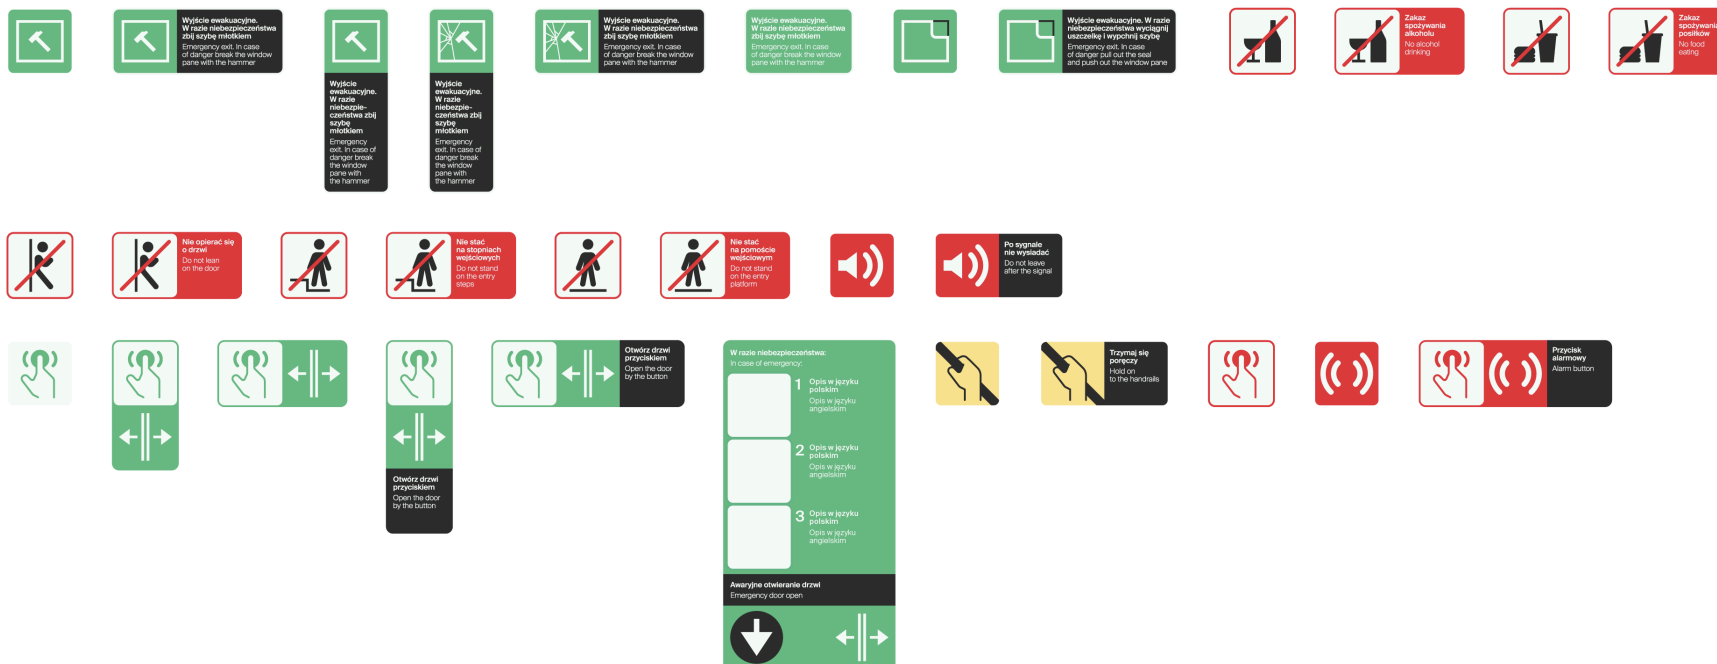 Wyjście ewakuacyjne.
W razie niebezpieczeństwa
zbij szybę młotkiem
Emergency exit. In case
of danger break the window
pane with the hammer
Wyjście
ewakuacyjne.
W razie
niebezpie-
czeństwa zbij
szybę
młotkiem
Emergency
exit. In case of
danger break
the window
pane with
the hammer
Wyjście
ewakuacyjne.
W razie
niebezpie-
czeństwa zbij
szybę
młotkiem
Emergency
exit. In case of
danger break
the window
pane with
the hammer
Wyjście ewakuacyjne.
W razie niebezpieczeństwa
zbij szybę młotkiem
Emergency exit. In case
of danger break the window
pane with the hammer
Wyjście ewakuacyjne.
W razie niebezpieczeństwa
zbij szybę młotkiem
Emergency exit. In case
of danger break the window
pane with the hammer
Wyjście ewakuacyjne. W razie
niebezpieczeństwa wyciągnij
uszczelkę i wypchnij szybę
Emergency exit. In case
of danger pull out the seal
and push out the window pane
Zakaz
spożywania
alkoholu
No alcohol
drinking
Zakaz
spożywania
posiłków
No food
eating
Nie opierać się
o drzwi
Do not lean
on the door
Nie stać
na stopniach
wejściowych
Do not stand
on the entry
steps
Nie stać
na pomoście
wejściowym
Do not stand
on the entry
platform
Po sygnale
nie wysiadać
Do not leave
after the signal
Otwórz drzwi
przyciskiem
Open the door
by the button
Otwórz drzwi
przyciskiem
Open the door
by the button
W razie niebezpieczeństwa:
In case of emergency:
1 Opis w języku
polskim
Opis w języku
angielskim
2 Opis w języku
polskim
Opis w języku
angielskim
3 Opis w języku
polskim
Opis w języku
angielskim
Awaryjne otwieranie drzwi
Emergency door open
Trzymaj się
poręczy
Hold on
to the handrails
Przycisk
alarmowy
Alarm button